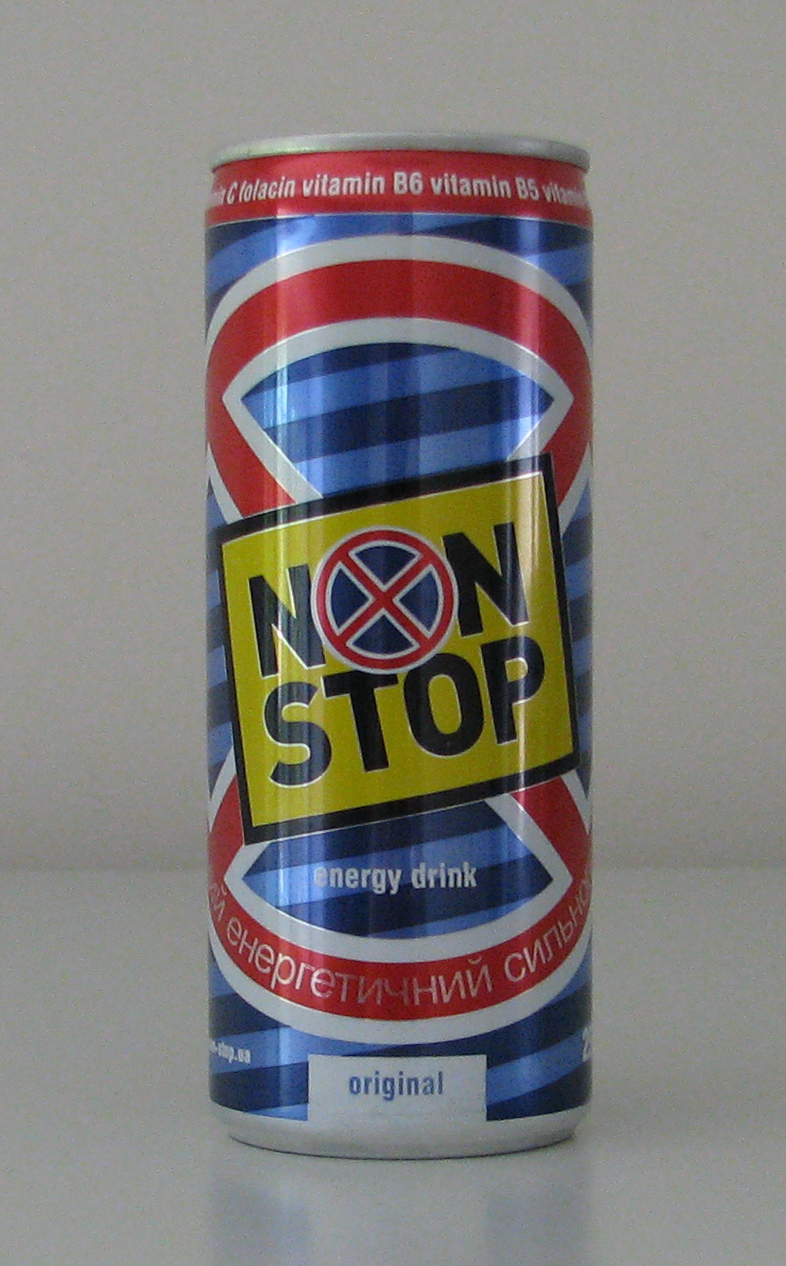 C folacin vitamin B6 vitamin B5
NON
STOP
energy drink
енергетичний
original